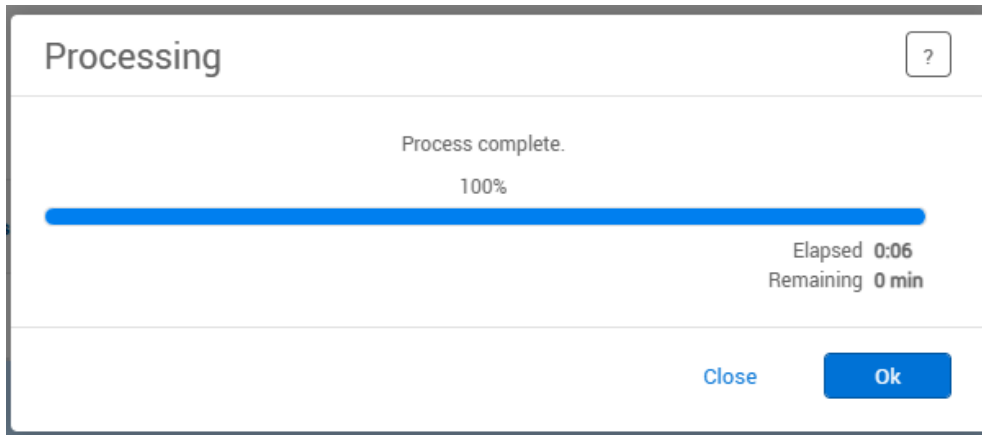 Processing
?
Process complete.
100%
Elapsed 0:06
Remaining 0 min
Close
Ok